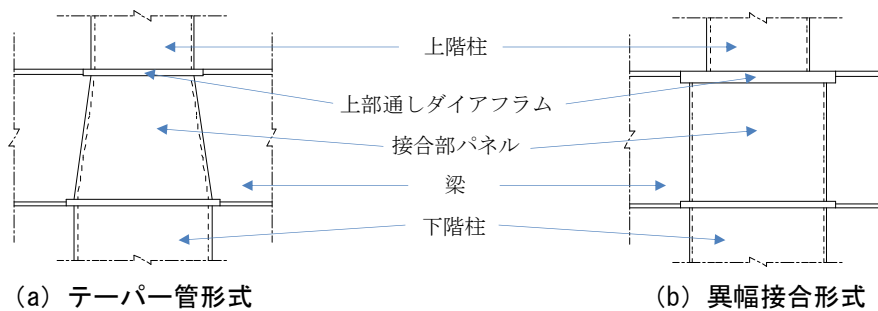 上階柱
上部通しダイアフラム
接合部パネル
梁
下階柱
(a) テーパー管形式
(b) 異幅接合形式